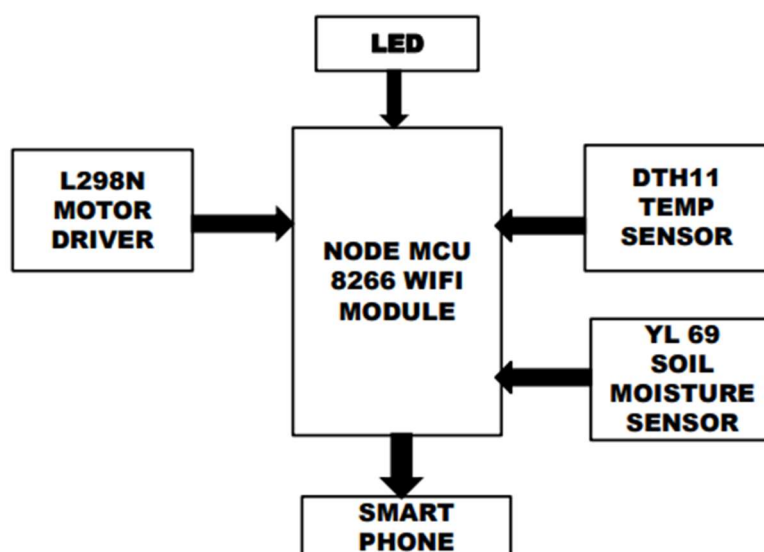 LED
L298N
MOTOR
DRIVER
NODE MCU
8266 WIFI
MODULE
DTH11
TEMP
SENSOR
YL 69
SOIL
MOISTURE
SENSOR
SMART
PHONE